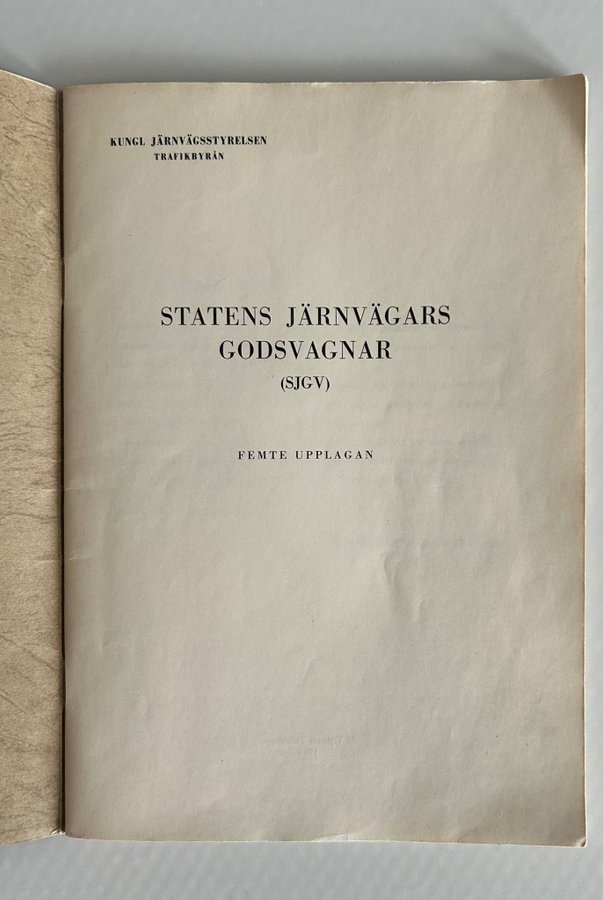 KUNGL JÄRNVÄGSSTYRELSEN
TRAFIKBYRÅN
STATENS JÄRNVÄGARS
GODSVAGNAR
(SJGV)
FEMTE UPPLAGAN